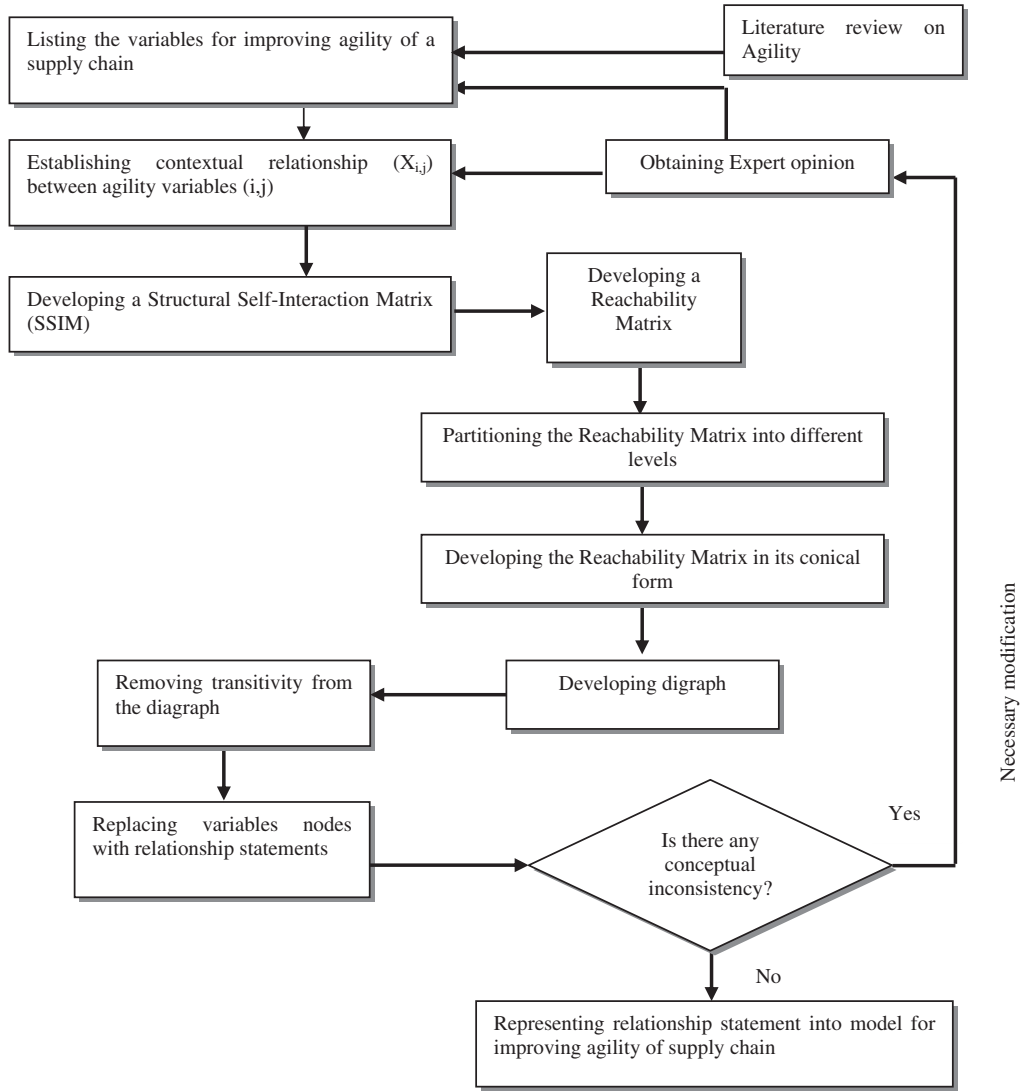 Listing the variables for improving agility of a
supply chain
Literature review on
Agility
Establishing contextual relationship (Xi,j)
between agility variables (i,j)
Obtaining Expert opinion
Developing a Structural Self-Interaction Matrix
(SSIM)
Developing a
Reachability
Matrix
Partitioning the Reachability Matrix into different
levels
Developing the Reachability Matrix in its conical
form
Developing digraph
Removing transitivity from
the diagraph
Replacing variables nodes
with relationship statements
Is there any
conceptual
inconsistency?
Yes
Necessary modification
No
Representing relationship statement into model for
improving agility of supply chain